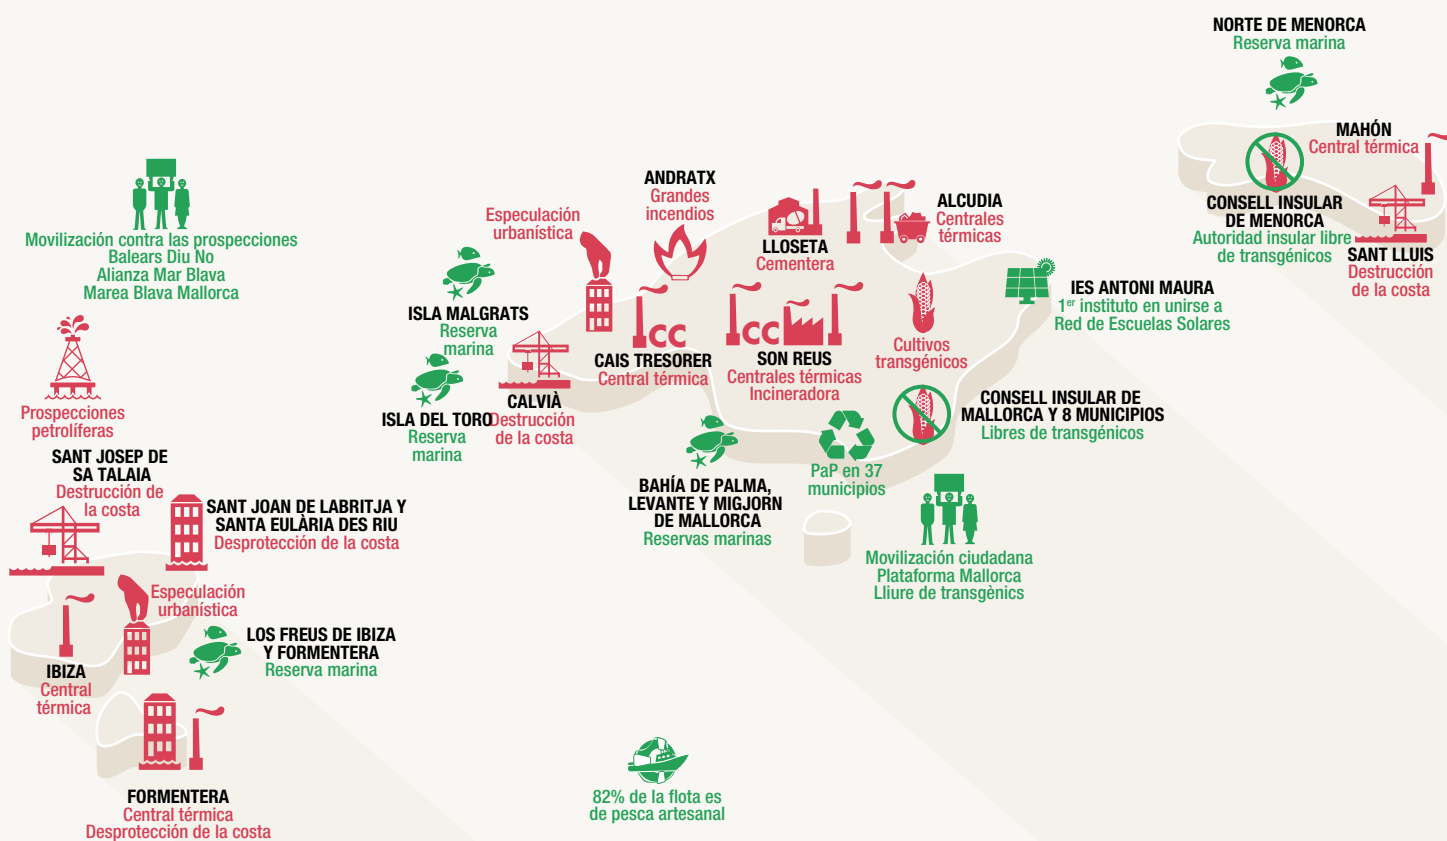 NORTE DE MENORCA
Reserva marina
MAHÓN
Central térmica
CONSELL INSULAR
DE MENORCA
Autoridad insular libre
de transgénicos
SANT LLUIS
Destrucción
de la costa
Movilización contra las prospecciones
Balears Diu No
Alianza Mar Blava
Marea Blava Mallorca
Prospecciones
petrolíferas
ANDRATX
Grandes
incendios
Especulación
urbanística
LLOSETA
Cementera
ALCUDIA
Centrales
térmicas
ISLA MALGRATS
Reserva
marina
IES ANTONI MAURA
1er instituto en unirse a
Red de Escuelas Solares
CC
CAIS TRESORER
Central térmica
CC
SON REUS
Centrales térmicas
Incineradora
Cultivos
transgénicos
ISLA DEL TORO
Reserva
marina
CALVIÀ
Destrucción
de la costa
CONSELL INSULAR DE
MALLORCA Y 8 MUNICIPIOS
Libres de transgénicos
BAHÍA DE PALMA,
LEVANTE Y MIGJORN
DE MALLORCA
Reservas marinas
PaP en 37
municipios
Movilización ciudadana
Plataforma Mallorca
Lliure de transgènics
SANT JOSEP DE
SA TALAIA
Destrucción de
la costa
SANT JOAN DE LABRITJA Y
SANTA EULÀRIA DES RIU
Desprotección de la costa
Especulación
urbanística
LOS FREUS DE IBIZA
Y FORMENTERA
Reserva marina
IBIZA
Central
térmica
FORMENTERA
Central térmica
Desprotección de la costa
82% de la flota es
de pesca artesanal